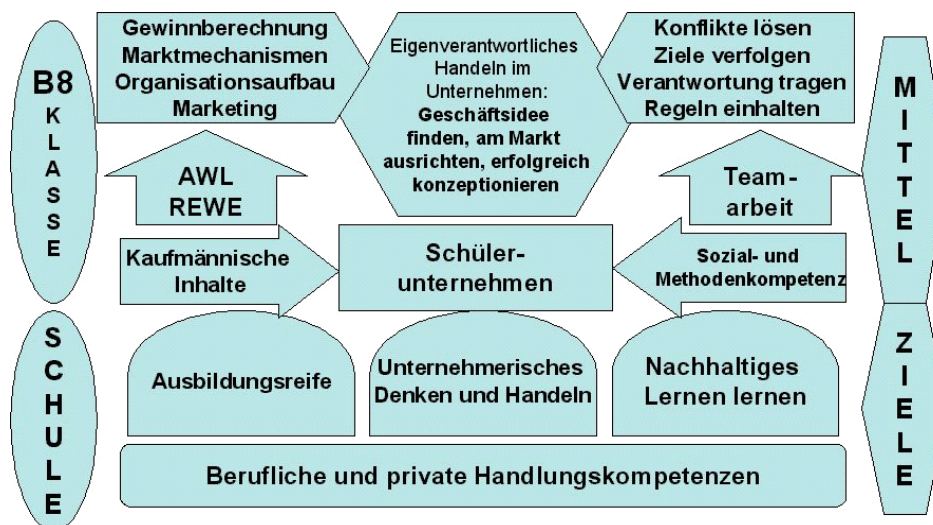 B8
KLASSE
Gewinnberechnung
Marktmechanismen
Organisationsaufbau
Marketing
Eigenverantwortliches
Handeln im
Unternehmen:
Geschäftsidee
finden, am Markt
ausrichten, erfolgreich
konzeptionieren
Konflikte lösen
Ziele verfolgen
Verantwortung tragen
Regeln einhalten
MITTEL
AWL
REWE
Team-
arbeit
Kaufmännische
Inhalte
Schüler-
unternehmen
Sozial- und
Methodenkompetenz
SCHULE
Ausbildungsreife
Unternehmerisches
Denken und Handeln
Nachhaltiges
Lernen lernen
ZIELE
Berufliche und private Handlungskompetenzen